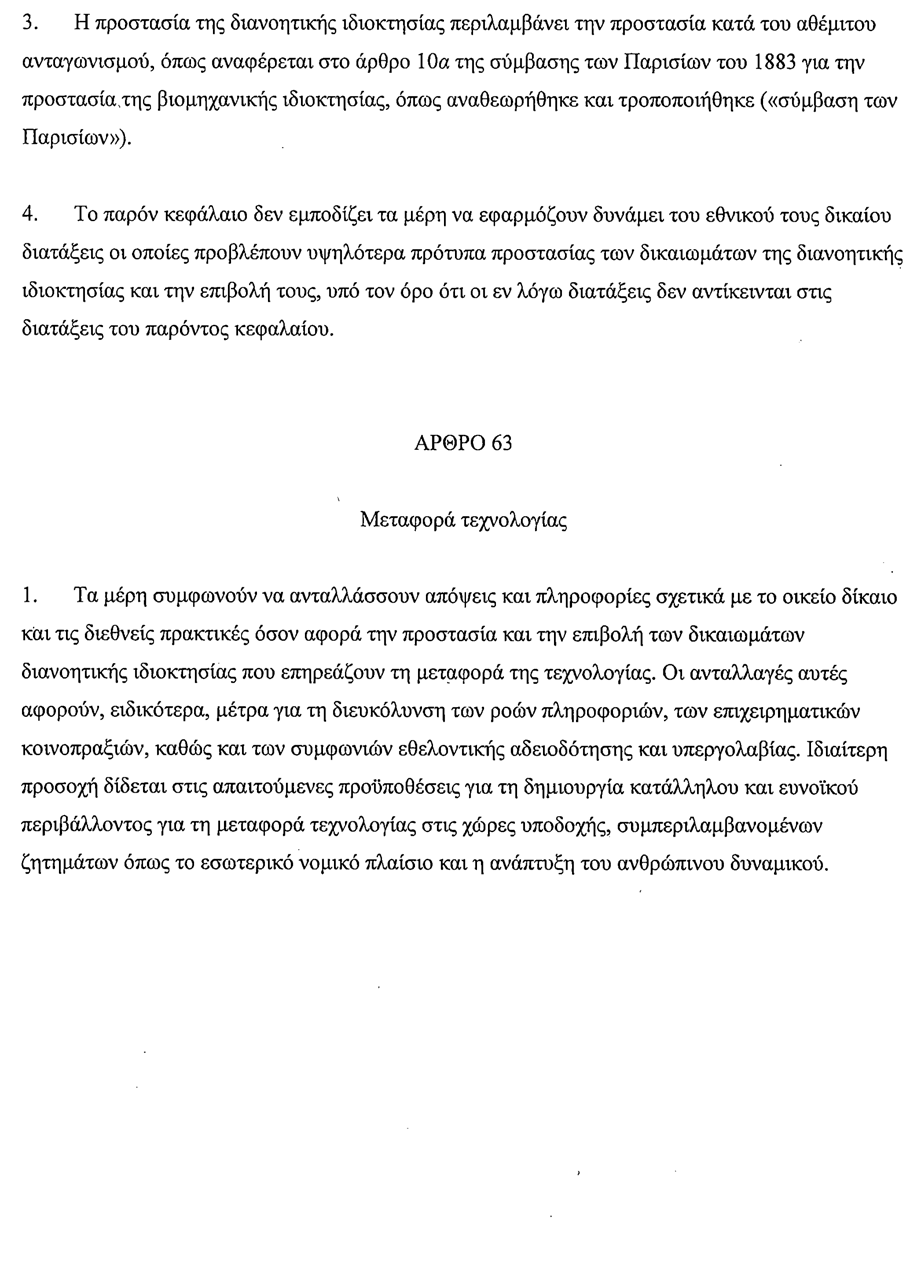 3. Η προστασία της διανοητικής ιδιοκτησίας περιλαμβάνει την προστασία κατά του αθέμιτου
ανταγωνισμού, όπως αναφέρεται στο άρθρο 10α της σύμβασης των Παρισίων του 1883 για την
προστασία της βιομηχανικής ιδιοκτησίας, όπως αναθεωρήθηκε και τροποποιήθηκε («σύμβαση των
Παρισίων»).
4. Το παρόν κεφάλαιο δεν εμποδίζει τα μέρη να εφαρμόζουν δυνάμει του εθνικού τους δικαίου
διατάξεις οι οποίες προβλέπουν υψηλότερα πρότυπα προστασίας των δικαιωμάτων της διανοητικής
ιδιοκτησίας και την επιβολή τους, υπό τον όρο ότι οι εν λόγω διατάξεις δεν αντίκεινται στις
διατάξεις του παρόντος κεφαλαίου.
ΑΡΘΡΟ 63
Μεταφορά τεχνολογίας
1. Τα μέρη συμφωνούν να ανταλλάσσουν απόψεις και πληροφορίες σχετικά με το οικείο δίκαιο
και τις διεθνείς πρακτικές όσον αφορά την προστασία και την επιβολή των δικαιωμάτων
διανοητικής ιδιοκτησίας που επηρεάζουν τη μεταφορά της τεχνολογίας. Οι ανταλλαγές αυτές
αφορούν, ειδικότερα, μέτρα για τη διευκόλυνση των ροών πληροφοριών, των επιχειρηματικών
κοινοπραξιών, καθώς και των συμφωνιών εθελοντικής αδειοδότησης και υπεργολαβίας. Ιδιαίτερη
προσοχή δίδεται στις απαιτούμενες προϋποθέσεις για τη δημιουργία κατάλληλου και ευνοϊκού
περιβάλλοντος για τη μεταφορά τεχνολογίας στις χώρες υποδοχής, συμπεριλαμβανομένων
ζητημάτων όπως το εσωτερικό νομικό πλαίσιο και η ανάπτυξη του ανθρώπινου δυναμικού.